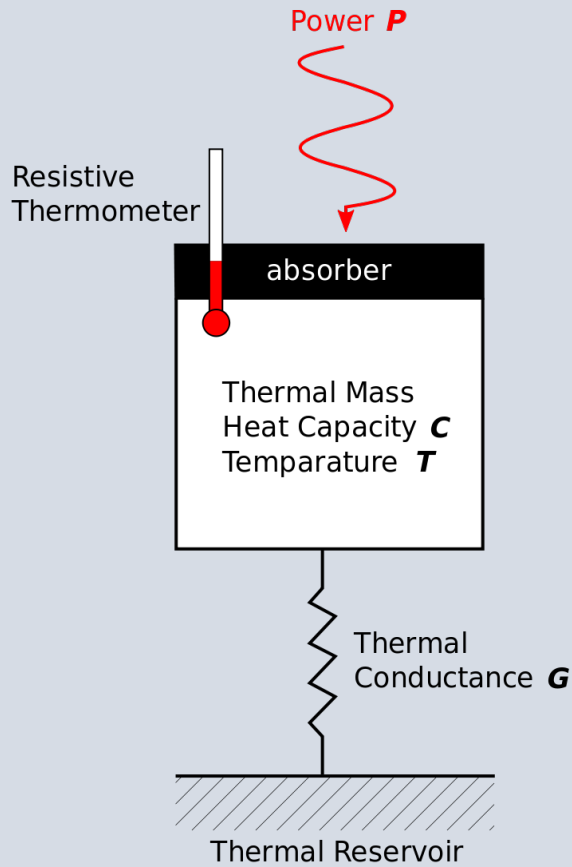 Power P
Resistive
Thermometer
absorber
Thermal Mass
Heat Capacity C
Temparature T
Thermal
Conductance G
Thermal Reservoir